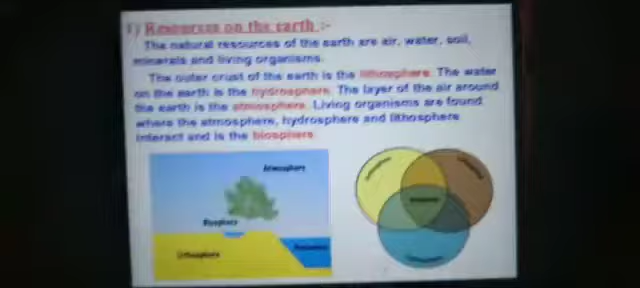 1) Resources on the earth :-
The natural resources of the earth are air, water, soil,
minerals and living organisms.
The outer crust of the earth is the lithosphere. The water
on the earth is the hydrosphere. The layer of the air around
the earth is the atmosphere. Living organisms are found
where the atmosphere, hydrosphere and lithosphere
interact and is the biosphere.
Atmosphere
Biosphere
Lithosphere